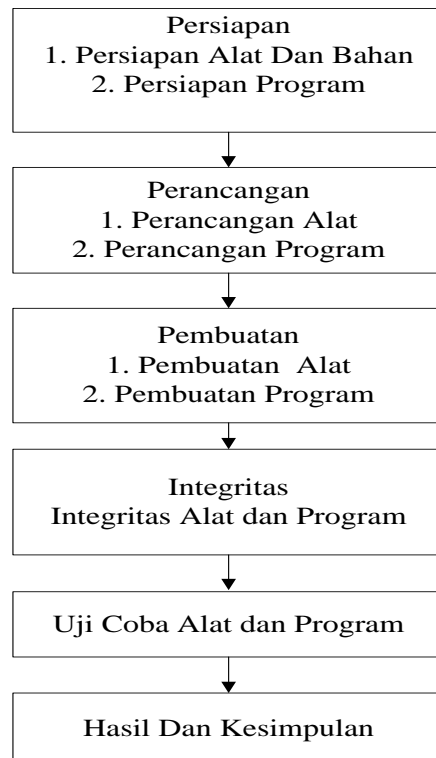 Persiapan
1. Persiapan Alat Dan Bahan
2. Persiapan Program
Perancangan
1. Perancangan Alat
2. Perancangan Program
Pembuatan
1. Pembuatan Alat
2. Pembuatan Program
Integritas
Integritas Alat dan Program
Uji Coba Alat dan Program
Hasil Dan Kesimpulan